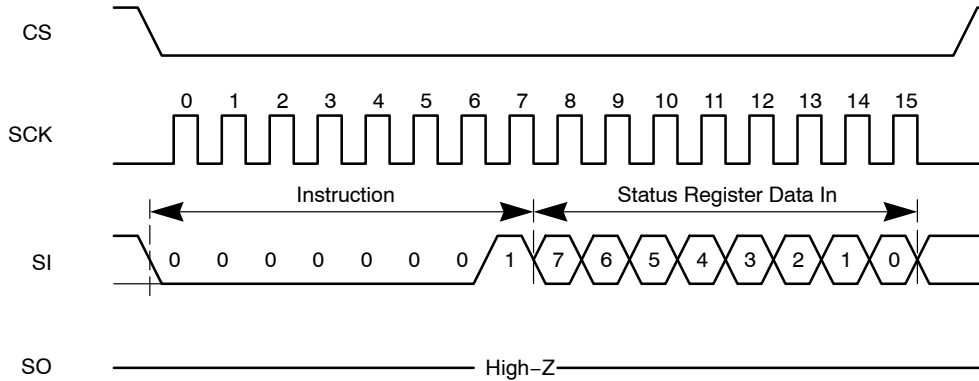 CS
0 1 2 3 4 5 6 7 8 9 10 11 12 13 14 15
SCK
Instruction Status Register Data In
SI 0 0 0 0 0 0 0 1 7 6 5 4 3 2 1 0
SO High−Z